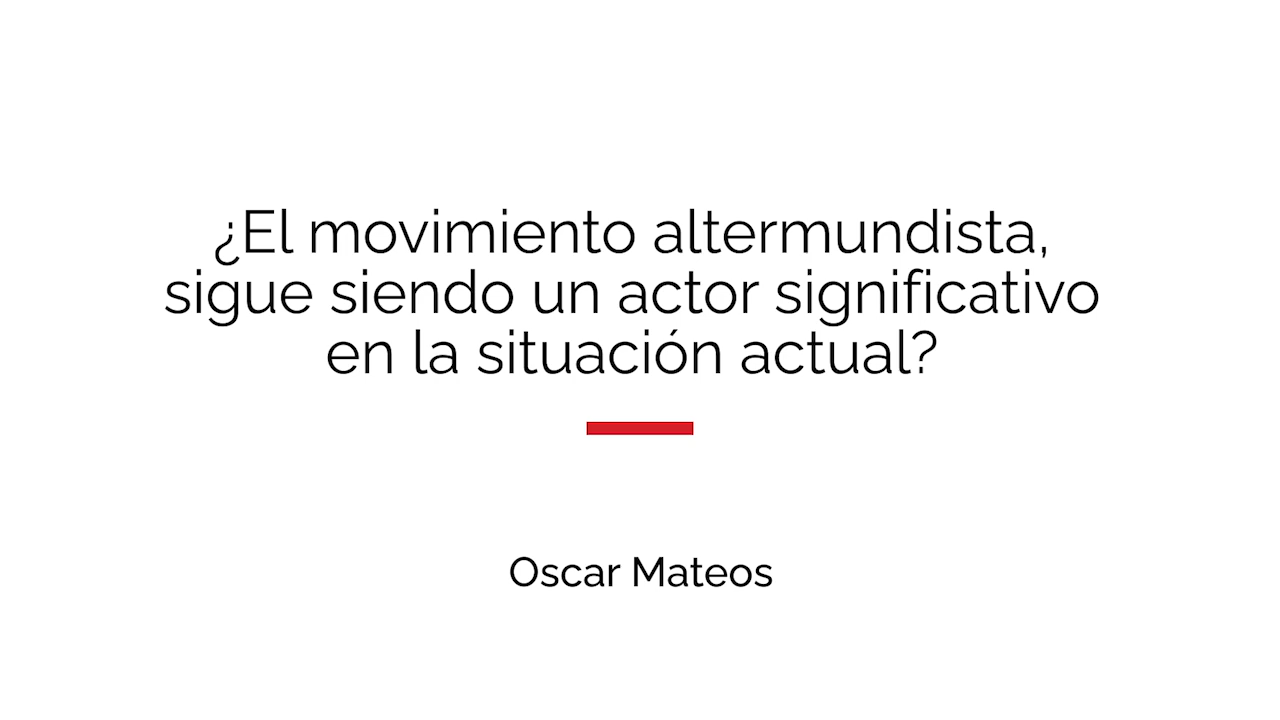 ¿El movimiento altermundista,
sigue siendo un actor significativo
en la situación actual?
Oscar Mateos